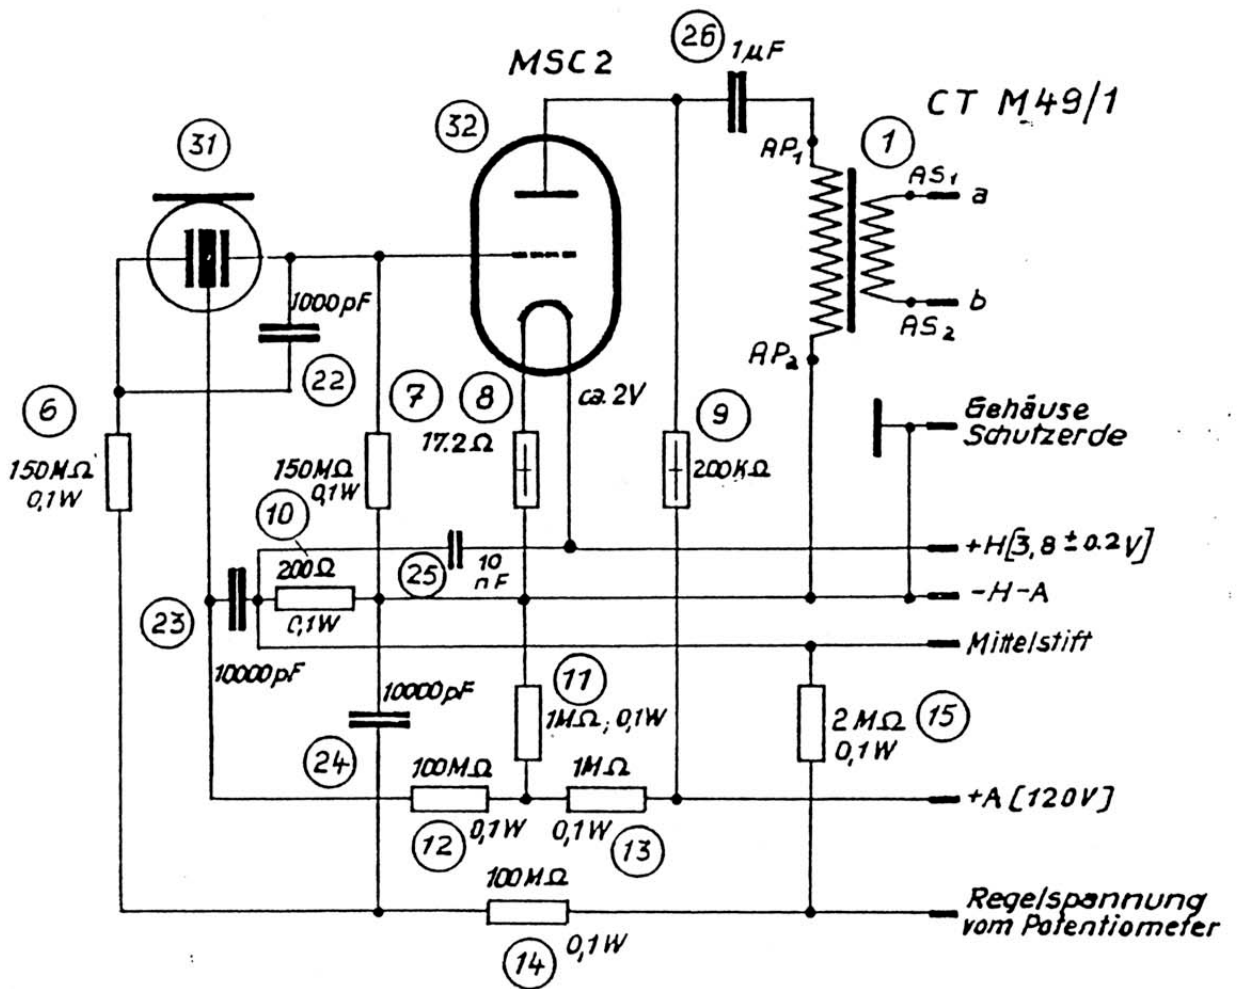 26
1µF
MSC2
CT M49/1
31
32
AP₁
1
AS₁
a
1000pF
b
AS₂
AP₂
22
6
7
8
ca. 2V
9
Gehäuse
Schutzerde
17.2Ω
150MΩ
0,1W
150MΩ
0,1W
200KΩ
10
+H[3,8 ± 0.2V]
200Ω
25
10
nF
-H-A
23
0,1W
Mittelstift
10000pF
10000pF
11
1MΩ, 0,1W
2MΩ
0,1W
15
24
100MΩ
1MΩ
+A [120V]
12
0,1W
0,1W
13
100MΩ
Regelspannung
vom Potentiometer
14
0,1W